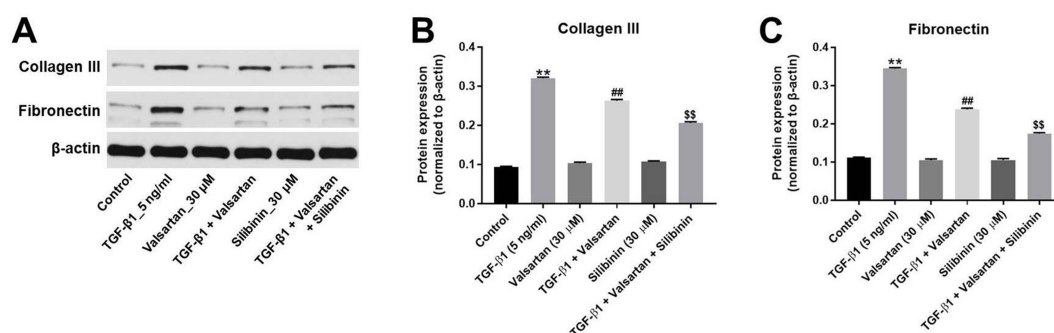 A
Collagen III
Fibronectin
β-actin
Control
TGF-β1_5 ng/ml
Valsartan_30 μM
TGF-β1 + Valsartan
Silibinin_30 μM
TGF-β1 + Valsartan
+ Silibinin
B
Collagen III
Protein expression
(normalized to β-actin)
0.4
0.3
0.2
0.1
0.0
**
##
$$
Control
TGF-β1 (5 ng/ml)
Valsartan (30 μM)
TGF-β1 + Valsartan
Silibinin (30 μM)
TGF-β1 + Valsartan + Silibinin
C
Fibronectin
Protein expression
(normalized to β-actin)
0.4
0.3
0.2
0.1
0.0
**
##
$$
Control
TGF-β1 (5 ng/ml)
Valsartan (30 μM)
TGF-β1 + Valsartan
Silibinin (30 μM)
TGF-β1 + Valsartan + Silibinin